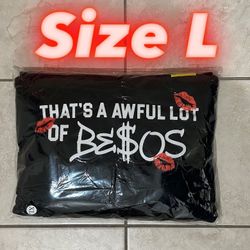 Size L
THAT'S A AWFUL LOT
OF BE$OS